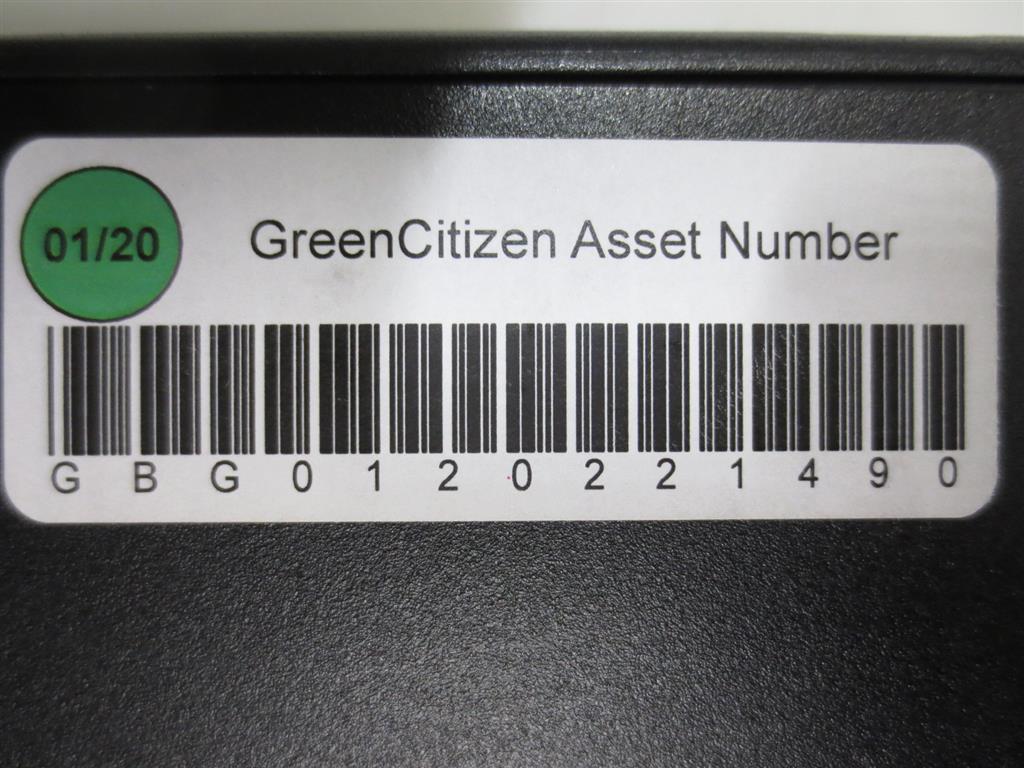 01/20
GreenCitizen Asset Number
G B G 0 1 2 0 2 2 1 4 9 0